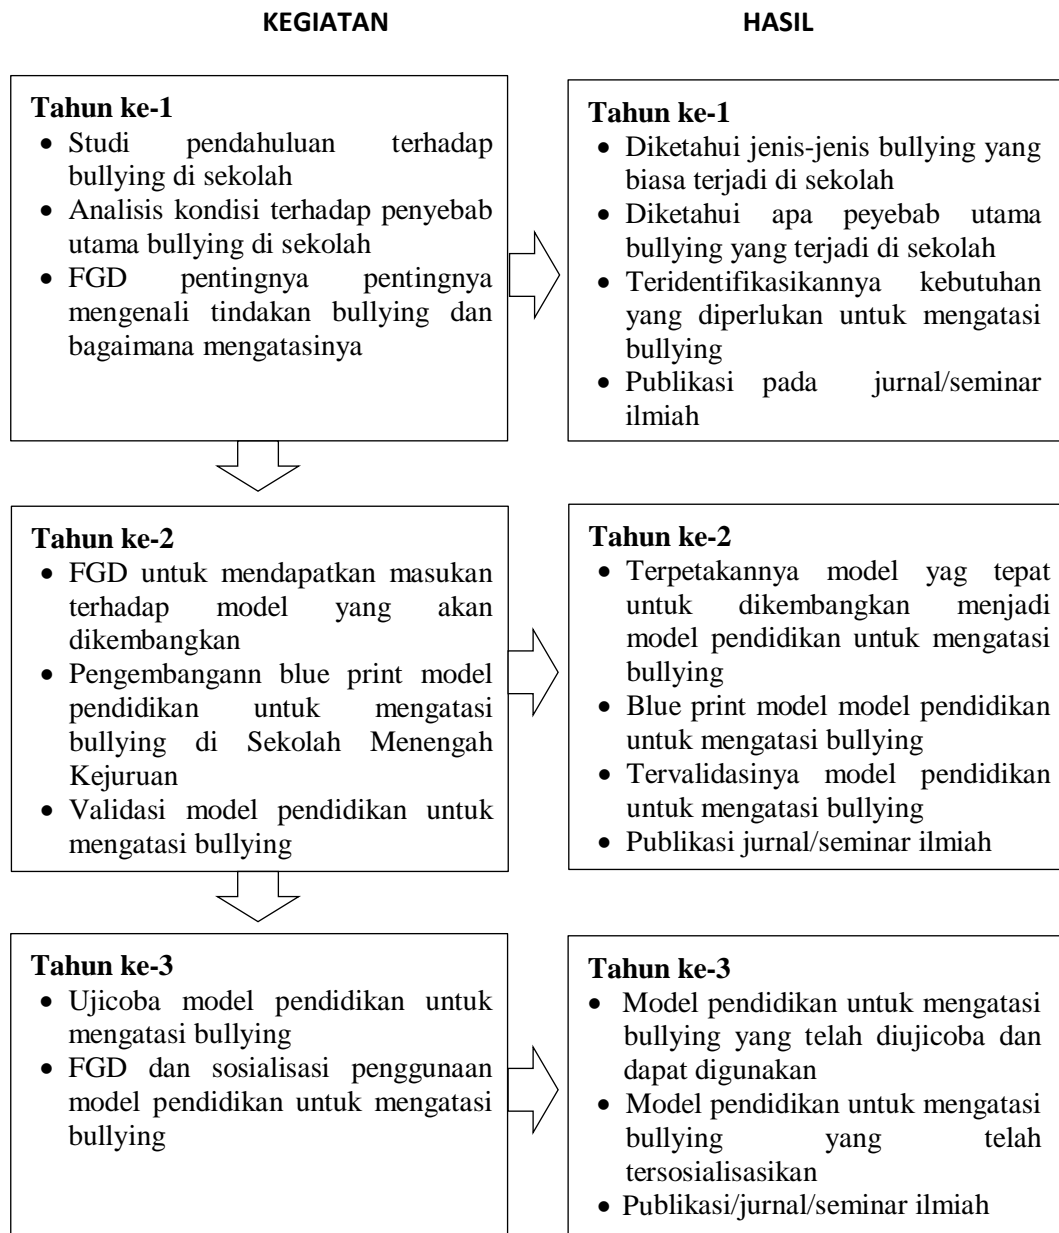 KEGIATAN
HASIL
Tahun ke-1
• Studi pendahuluan terhadap
bullying di sekolah
• Analisis kondisi terhadap penyebab
utama bullying di sekolah
• FGD pentingnya pentingnya
mengenali tindakan bullying dan
bagaimana mengatasinya
Tahun ke-1
• Diketahui jenis-jenis bullying yang
biasa terjadi di sekolah
• Diketahui apa peyebab utama
bullying yang terjadi di sekolah
• Teridentifikasikannya kebutuhan
yang diperlukan untuk mengatasi
bullying
• Publikasi pada jurnal/seminar
ilmiah
Tahun ke-2
• FGD untuk mendapatkan masukan
terhadap model yang akan
dikembangkan
• Pengembangann blue print model
pendidikan untuk mengatasi
bullying di Sekolah Menengah
Kejuruan
• Validasi model pendidikan untuk
mengatasi bullying
Tahun ke-2
• Terpetakannya model yag tepat
untuk dikembangkan menjadi
model pendidikan untuk mengatasi
bullying
• Blue print model model pendidikan
untuk mengatasi bullying
• Tervalidasinya model pendidikan
untuk mengatasi bullying
• Publikasi jurnal/seminar ilmiah
Tahun ke-3
• Ujicoba model pendidikan untuk
mengatasi bullying
• FGD dan sosialisasi penggunaan
model pendidikan untuk mengatasi
bullying
Tahun ke-3
• Model pendidikan untuk mengatasi
bullying yang telah diujicoba dan
dapat digunakan
• Model pendidikan untuk mengatasi
bullying yang telah
tersosialisasikan
• Publikasi/jurnal/seminar ilmiah